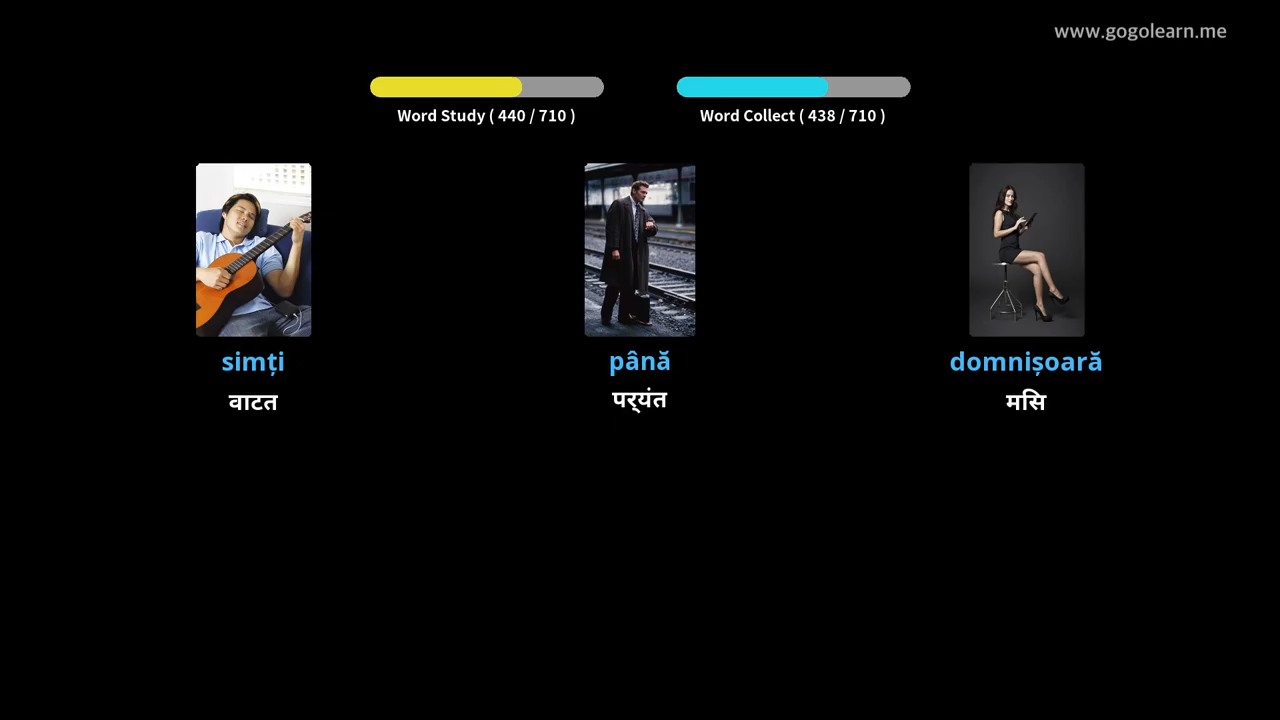 www.gogolearn.me
Word Study ( 440 / 710 )
Word Collect ( 438 / 710 )
simți
până
domnișoară
वाटत
पर्‍यंत
मिस